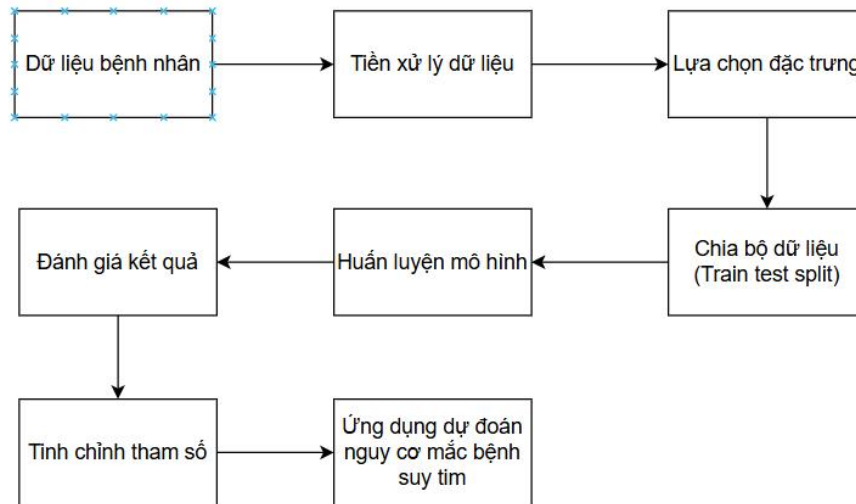 Dữ liệu bệnh nhân
Tiền xử lý dữ liệu
Lựa chọn đặc trưng
Chia bộ dữ liệu
(Train test split)
Huấn luyện mô hình
Đánh giá kết quả
Tinh chỉnh tham số
Ứng dụng dự đoán
nguy cơ mắc bệnh
suy tim